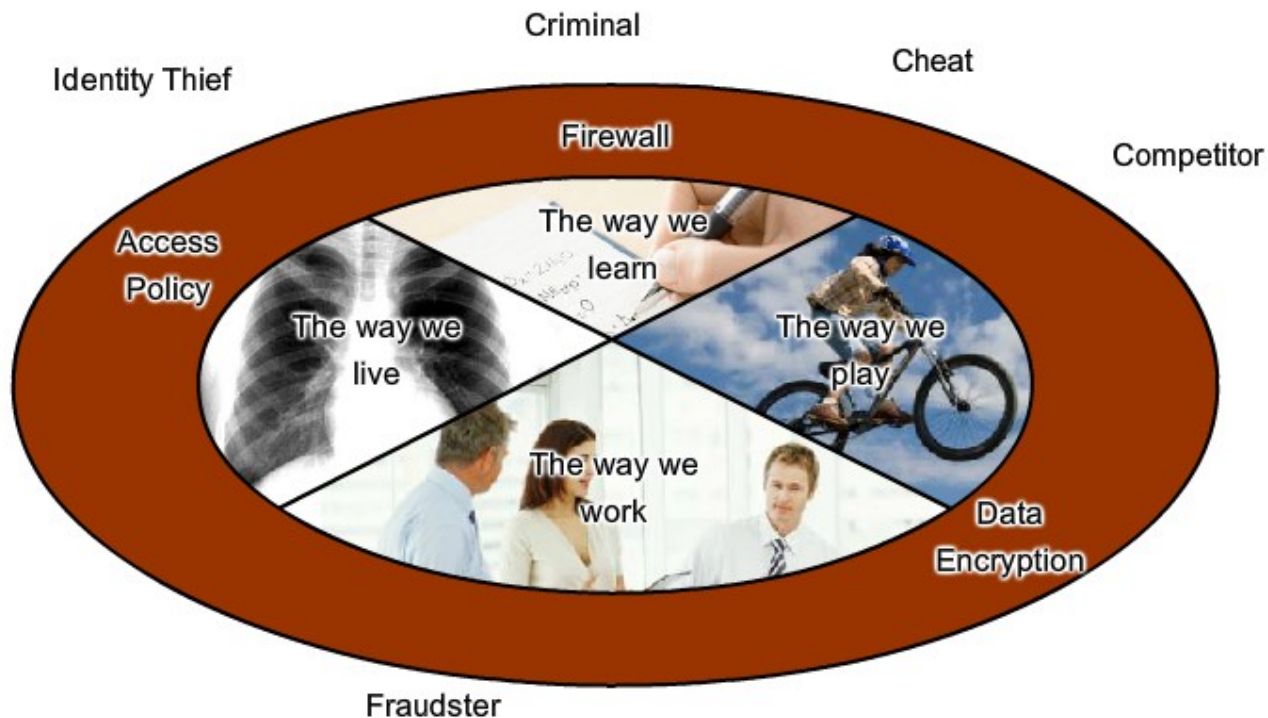 Criminal
Cheat
Identity Thief
Competitor
Firewall
Access
Policy
The way we
learn
The way we
live
The way we
play
The way we
work
Data
Encryption
Fraudster